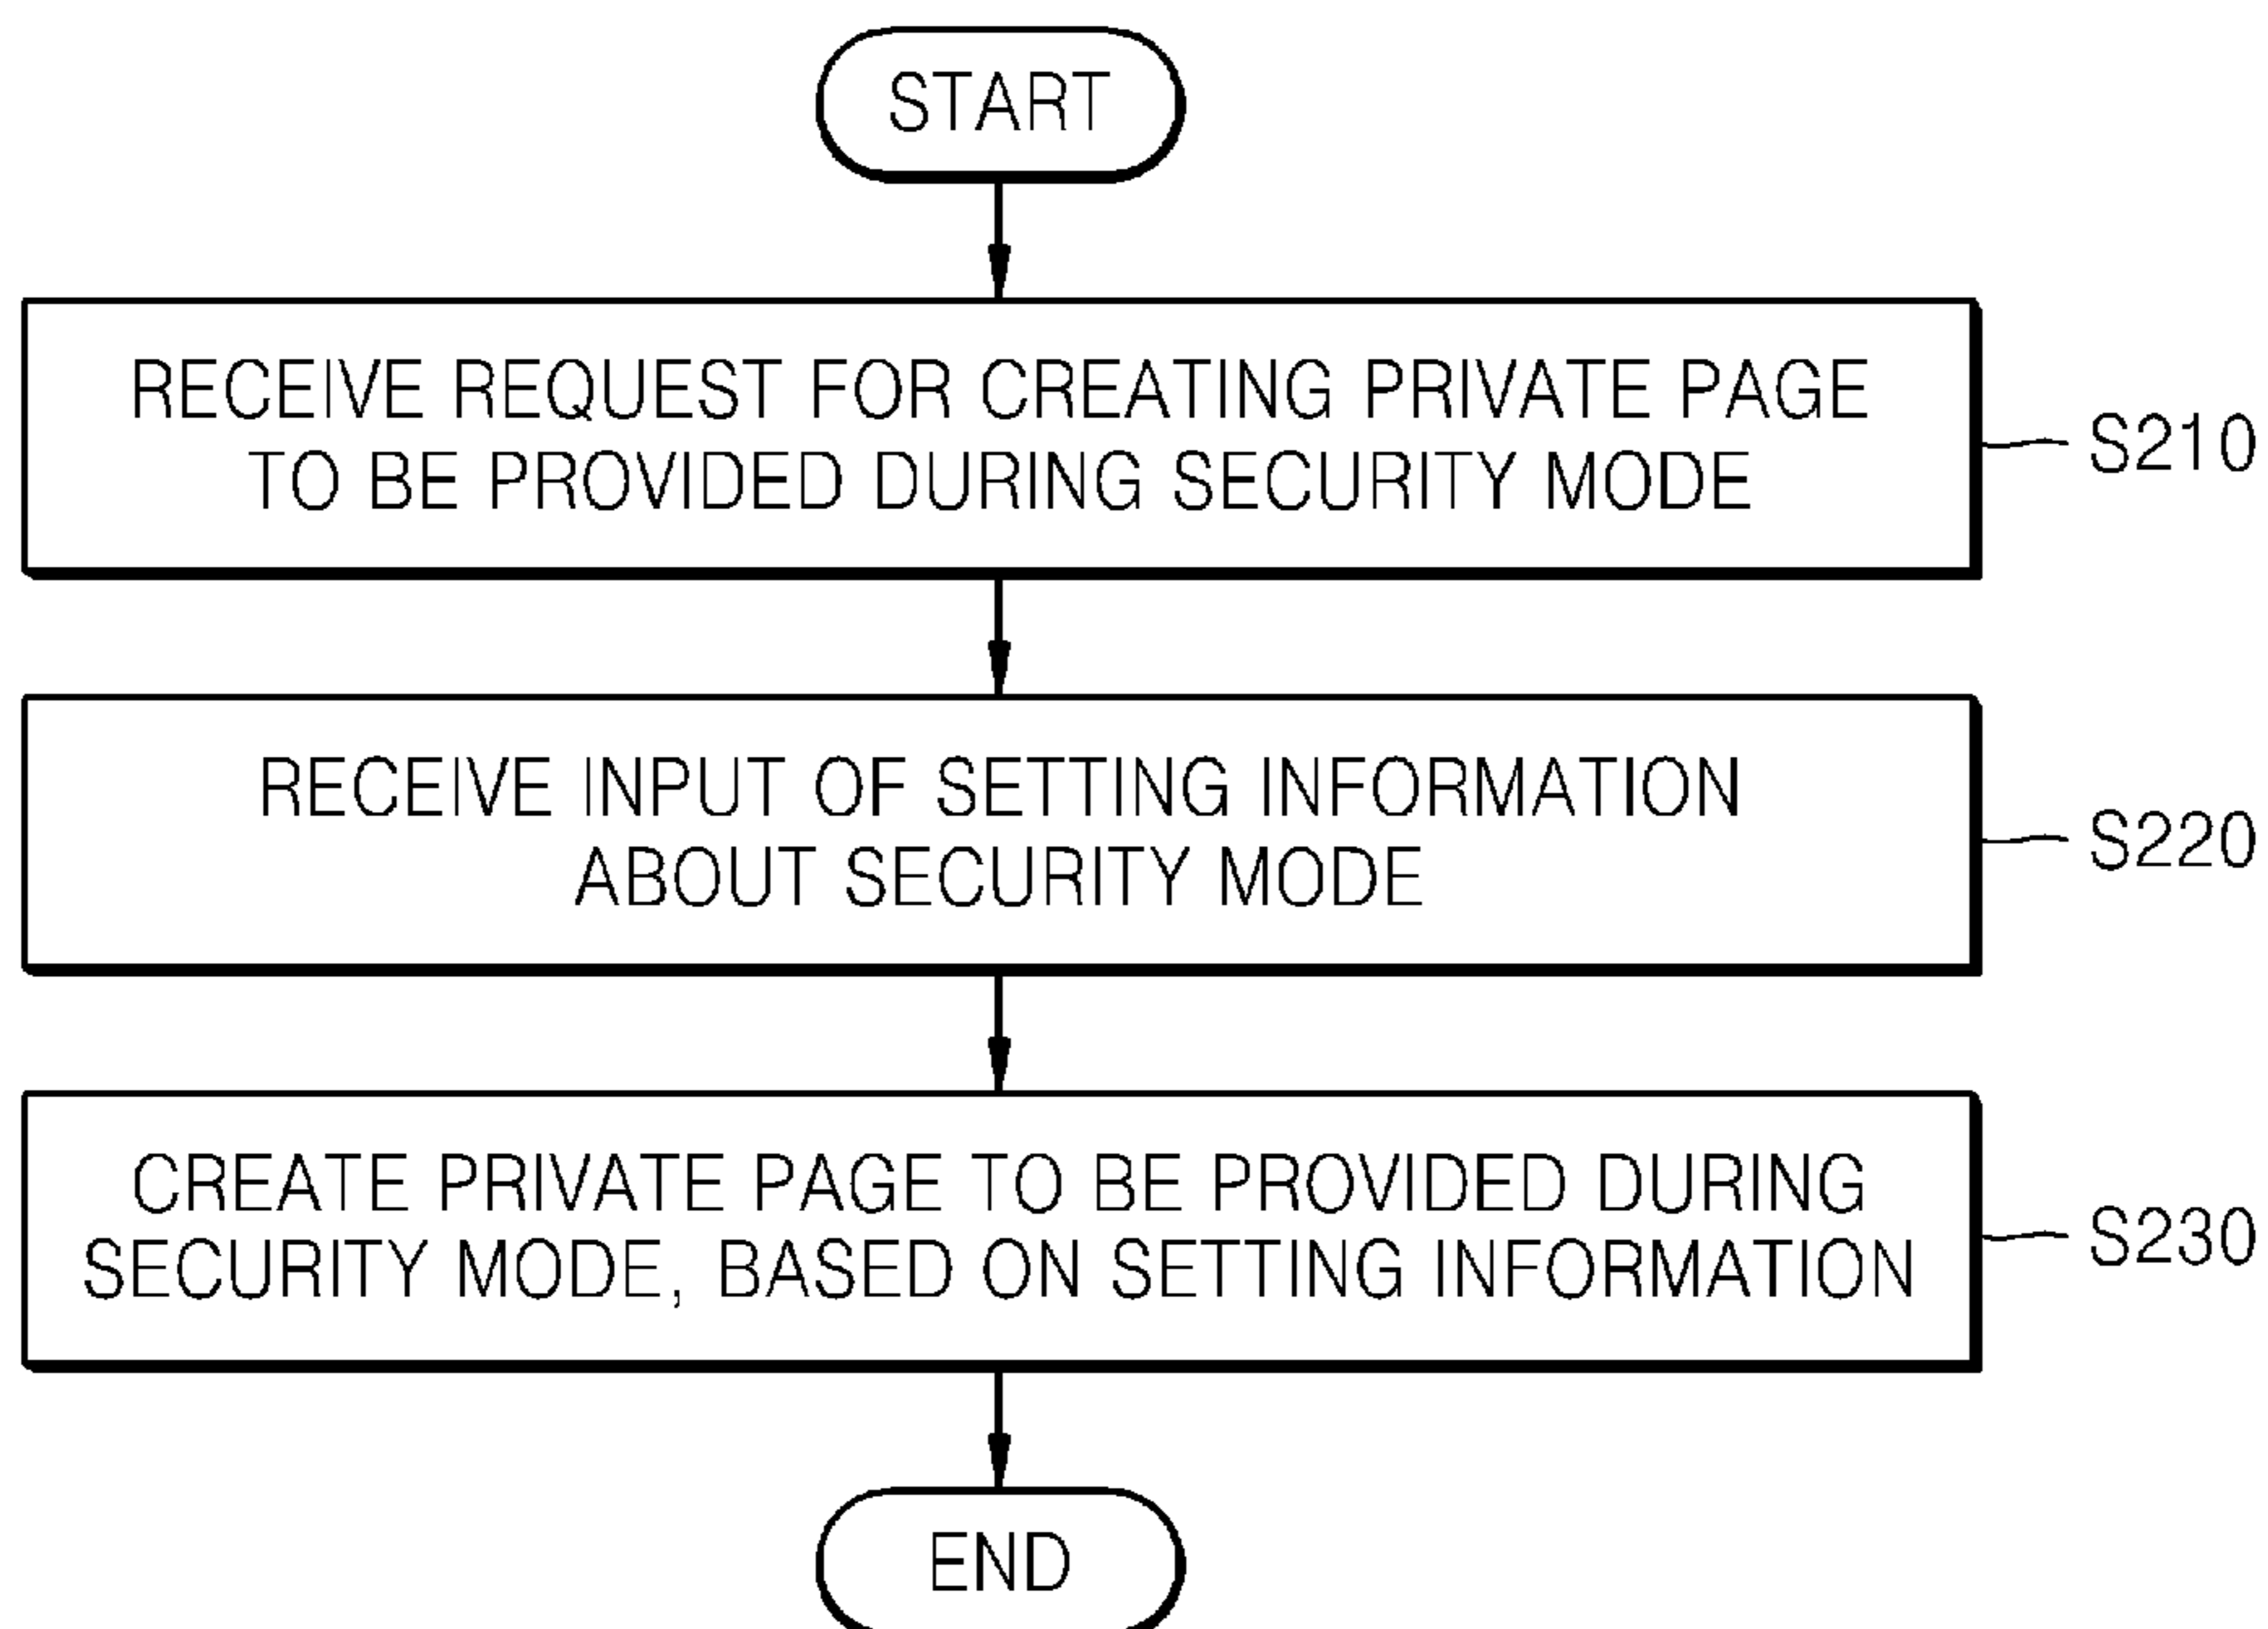 START
RECEIVE REQUEST FOR CREATING PRIVATE PAGE
TO BE PROVIDED DURING SECURITY MODE
S210
RECEIVE INPUT OF SETTING INFORMATION
ABOUT SECURITY MODE
S220
CREATE PRIVATE PAGE TO BE PROVIDED DURING
SECURITY MODE, BASED ON SETTING INFORMATION
S230
END